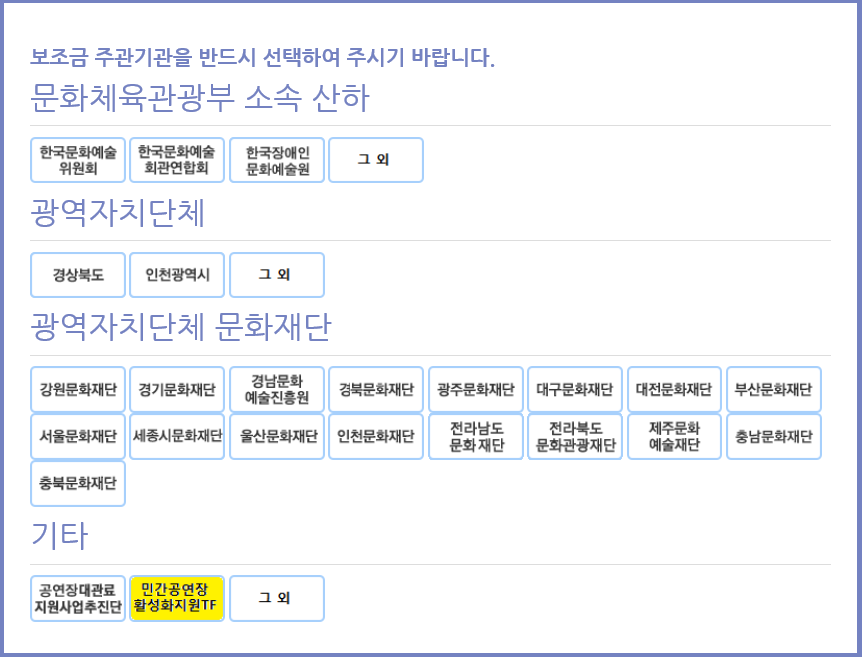 보조금 주관기관을 반드시 선택하여 주시기 바랍니다.
문화체육관광부 소속 산하
한국문화예술
위원회
한국문화예술
회관연합회
한국장애인
문화예술원
그 외
광역자치단체
경상북도
인천광역시
그 외
광역자치단체 문화재단
강원문화재단
경기문화재단
경남문화
예술진흥원
경북문화재단
광주문화재단
대구문화재단
대전문화재단
부산문화재단
서울문화재단
세종시문화재단
울산문화재단
인천문화재단
전라남도
문화 재단
전라북도
문화관광재단
제주문화
예술재단
충남문화재단
충북문화재단
기타
공연장대관료
지원사업추진단
민간공연장
활성화지원TF
그 외